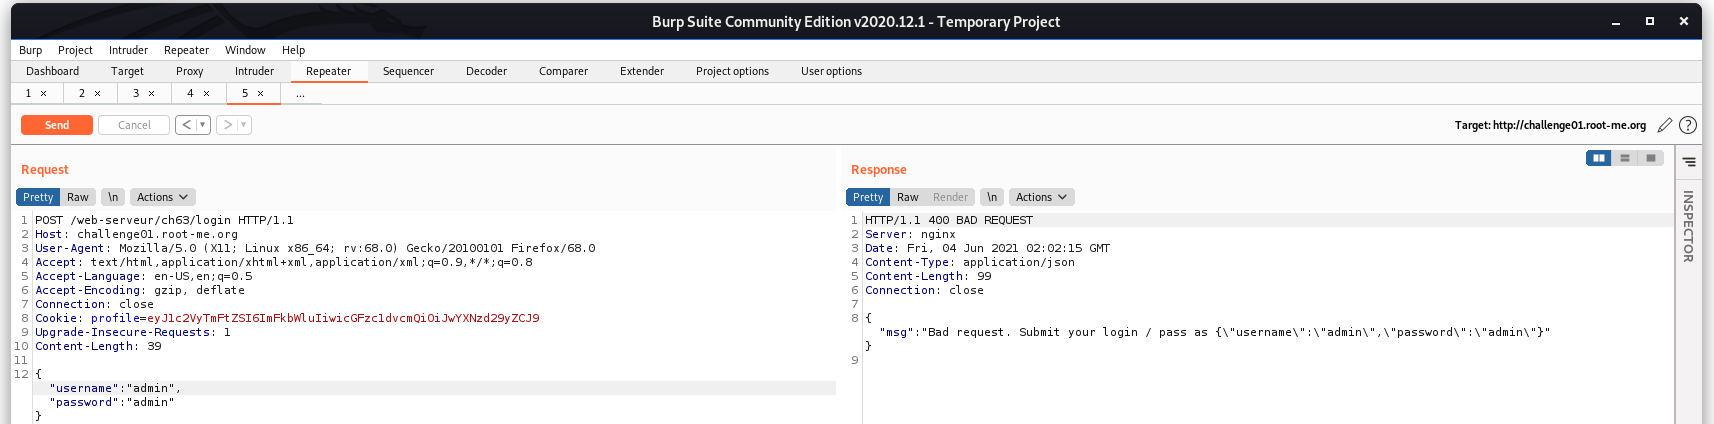 Burp Suite Community Edition v2020.12.1 - Temporary Project
Burp Project Intruder Repeater Window Help
Dashboard Target Proxy Intruder Repeater Sequencer Decoder Comparer Extender Project options User options
1 × 2 × 3 × 4 × 5 × ...
Send Cancel < > Target: http://challenge01.root-me.org ?
Request
Pretty Raw \n Actions
1 POST /web-serveur/ch63/login HTTP/1.1
2 Host: challenge01.root-me.org
3 User-Agent: Mozilla/5.0 (X11; Linux x86_64; rv:68.0) Gecko/20100101 Firefox/68.0
4 Accept: text/html,application/xhtml+xml,application/xml;q=0.9,*/*;q=0.8
5 Accept-Language: en-US,en;q=0.5
6 Accept-Encoding: gzip, deflate
7 Connection: close
8 Cookie: profile=eyJ1c2VyTmFtZSI6ImFkbWluIiwicGFzc1dvcmQiOiJwYXNzd29yZCJ9
9 Upgrade-Insecure-Requests: 1
10 Content-Length: 39
11
12 {
"username":"admin",
"password":"admin"
}
Response
Pretty Raw Render \n Actions
1 HTTP/1.1 400 BAD REQUEST
2 Server: nginx
3 Date: Fri, 04 Jun 2021 02:02:15 GMT
4 Content-Type: application/json
5 Content-Length: 99
6 Connection: close
7
8 {
"msg":"Bad request. Submit your login / pass as {\"username\":\"admin\",\"password\":\"admin\"}"
}
9
INSPECTOR